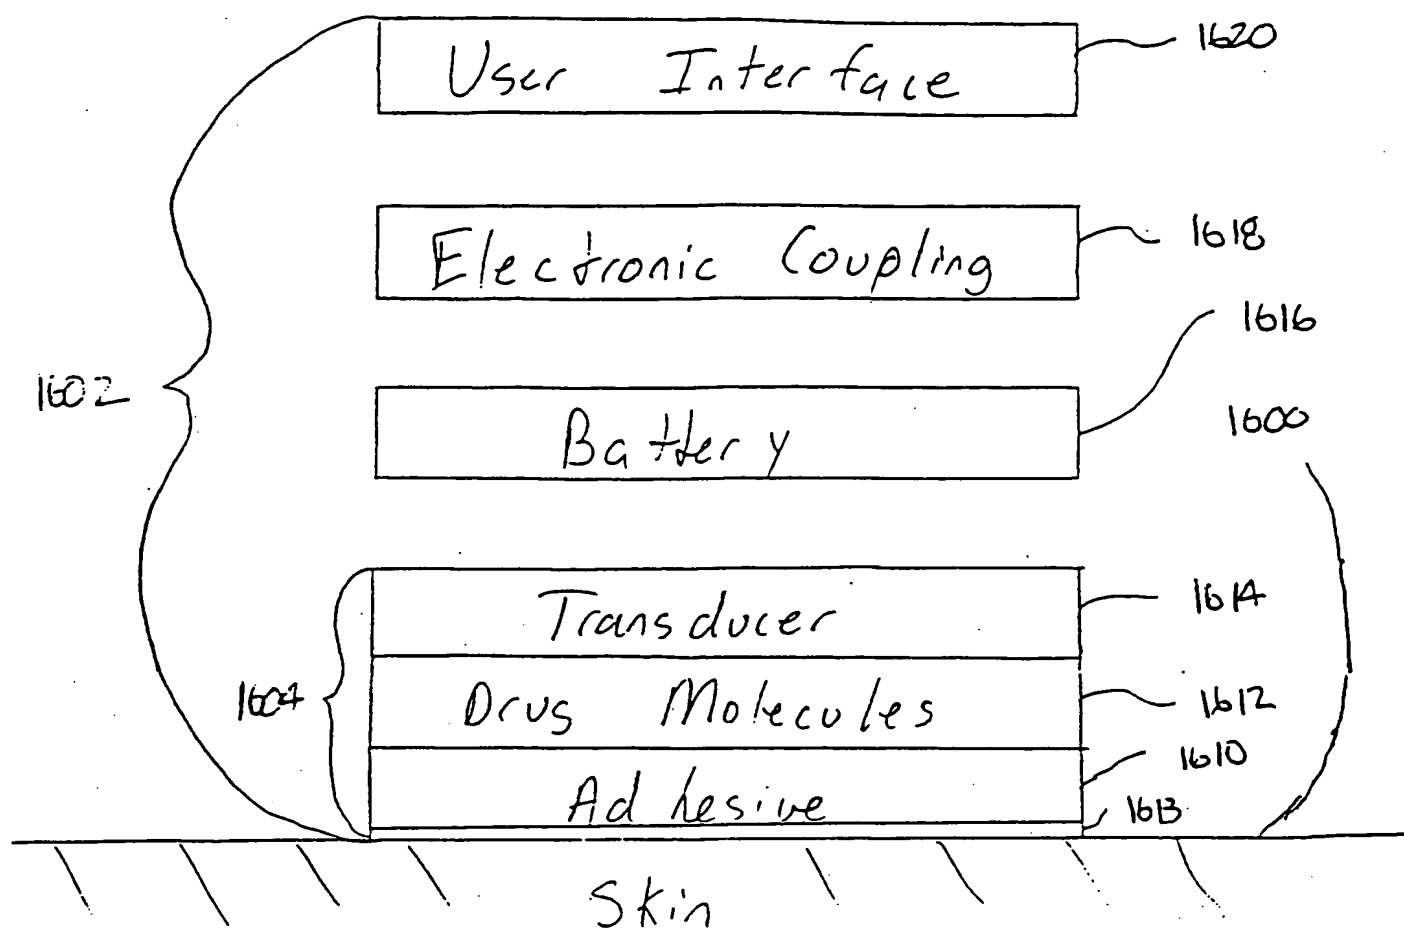 User Interface 1620
Electronic Coupling 1618
1616
1602
Battery
1600
Transducer 1614
1604 Drug Molecules 1612
1610
Adhesive
1613
Skin